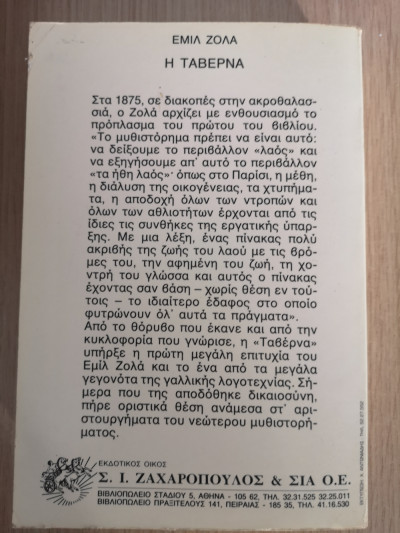 ΕΜΙΛ ΖΟΛΑ
Η ΤΑΒΕΡΝΑ
Στα 1875, σε διακοπές στην ακροθαλασ-
σιά, ο Ζολά αρχίζει με ενθουσιασμό το
πρόπλασμα του πρώτου του βιβλίου.
«Το μυθιστόρημα πρέπει να είναι αυτό:
να δείξουμε το περιβάλλον «λαός» και
να εξηγήσουμε απ' αυτό το περιβάλλον
«τα ήθη λαός»· όπως στο Παρίσι, η μέθη,
η διάλυση της οικογένειας, τα χτυπήμα-
τα, η αποδοχή όλων των ντροπών και
όλων των αθλιοτήτων έρχονται από τις
ίδιες τις συνθήκες της εργατικής ύπαρ-
ξης. Με μια λέξη, ένας πίνακας πολύ
ακριβής της ζωής του λαού με τις βρό-
μες του, την αφημένη του ζωή, τη χο-
ντρή του γλώσσα και αυτός ο πίνακας
έχοντας σαν βάση – χωρίς θέση εν τού-
τοις – το ιδιαίτερο έδαφος στο οποίο
φυτρώνουν όλ' αυτά τα πράγματα».
Από το θόρυβο που έκανε και από την
κυκλοφορία που γνώρισε, η «Ταβέρνα»
υπήρξε η πρώτη μεγάλη επιτυχία του
Εμίλ Ζολά και το ένα από τα μεγάλα
γεγονότα της γαλλικής λογοτεχνίας. Σή-
μερα που της αποδόθηκε δικαιοσύνη,
πήρε οριστικά θέση ανάμεσα στ' αρι-
στουργήματα του νεώτερου μυθιστορή-
ματος.
ΕΚΔΟΤΙΚΟΣ ΟΙΚΟΣ
Σ. Ι. ΖΑΧΑΡΟΠΟΥΛΟΣ & ΣΙΑ Ο.Ε.
ΒΙΒΛΙΟΠΩΛΕΙΟ ΣΤΑΔΙΟΥ 5, ΑΘΗΝΑ - 105 62, ΤΗΛ. 32.31.525 32.25.011
ΒΙΒΛΙΟΠΩΛΕΙΟ ΠΡΑΞΙΤΕΛΟΥΣ 141, ΠΕΙΡΑΙΑΣ - 185 35, ΤΗΛ. 41.16.530